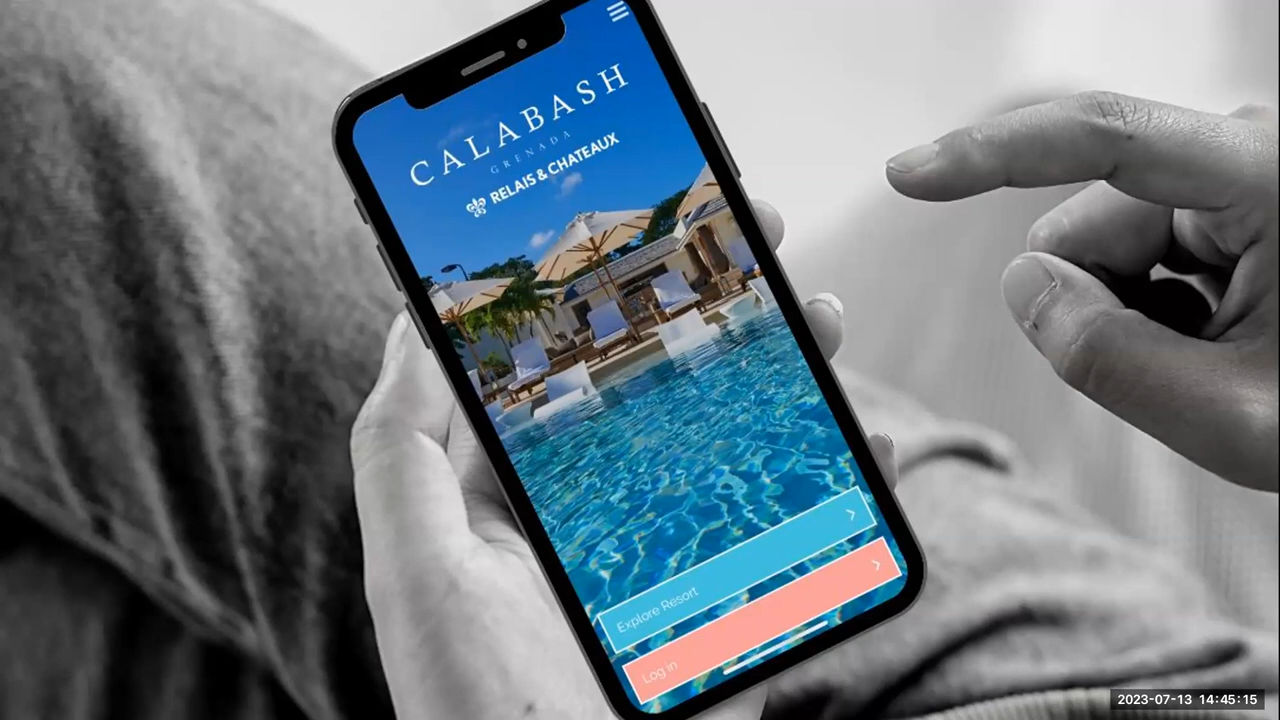 CALABASH
GRENADA
RELAIS & CHATEAUX
Explore Resort
Log in
2023-07-13 14:45:15